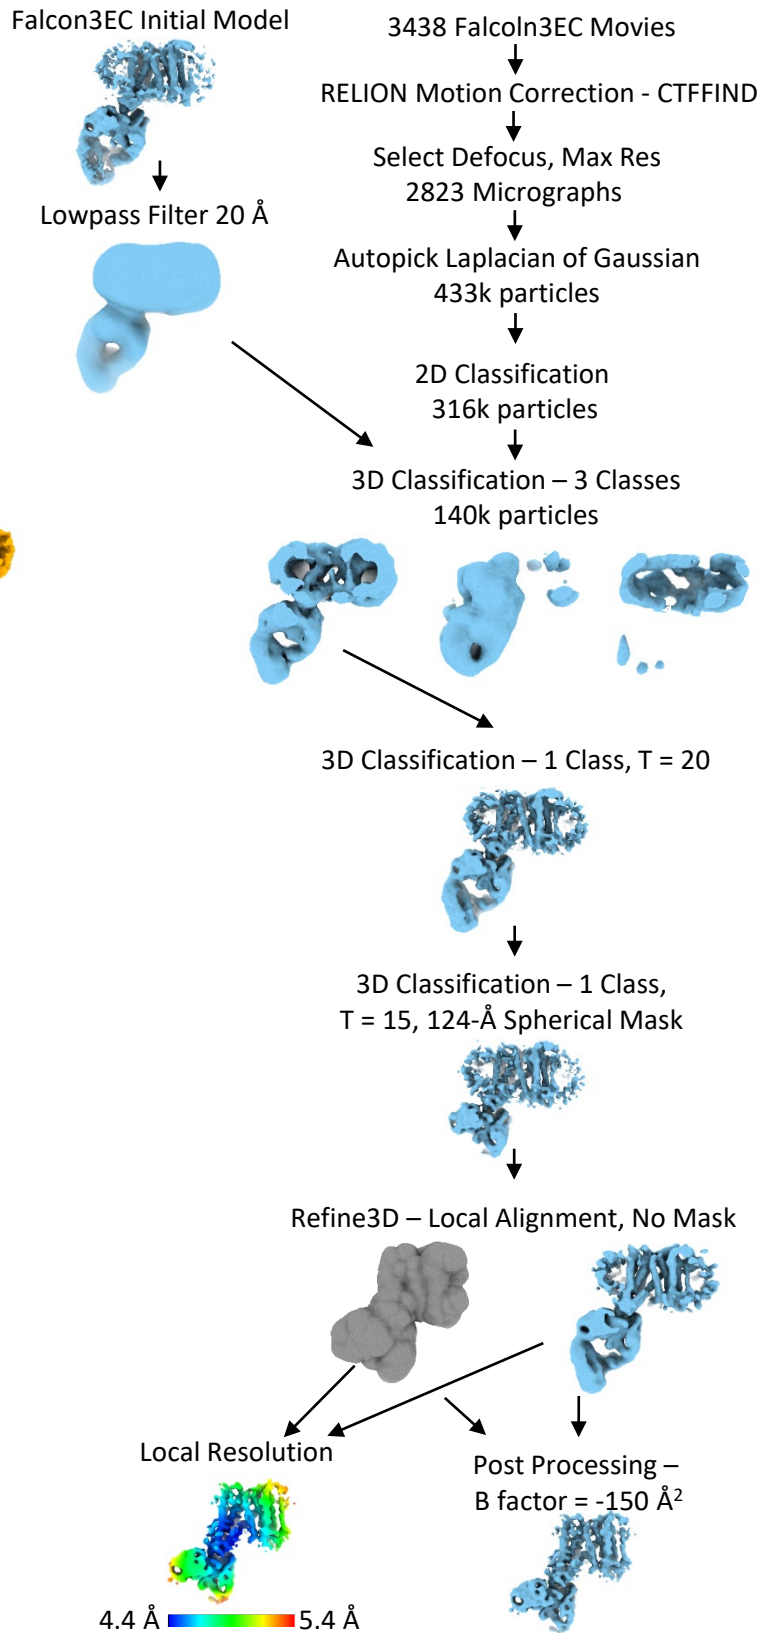 Falcon3EC Initial Model
Lowpass Filter 20 Å
3438 Falcoln3EC Movies
RELION Motion Correction - CTFFIND
Select Defocus, Max Res
2823 Micrographs
Autopick Laplacian of Gaussian
433k particles
2D Classification
316k particles
3D Classification – 3 Classes
140k particles
3D Classification – 1 Class, T = 20
3D Classification – 1 Class,
T = 15, 124-Å Spherical Mask
Refine3D – Local Alignment, No Mask
Local Resolution
4.4 Å 5.4 Å
Post Processing –
B factor = -150 Å²